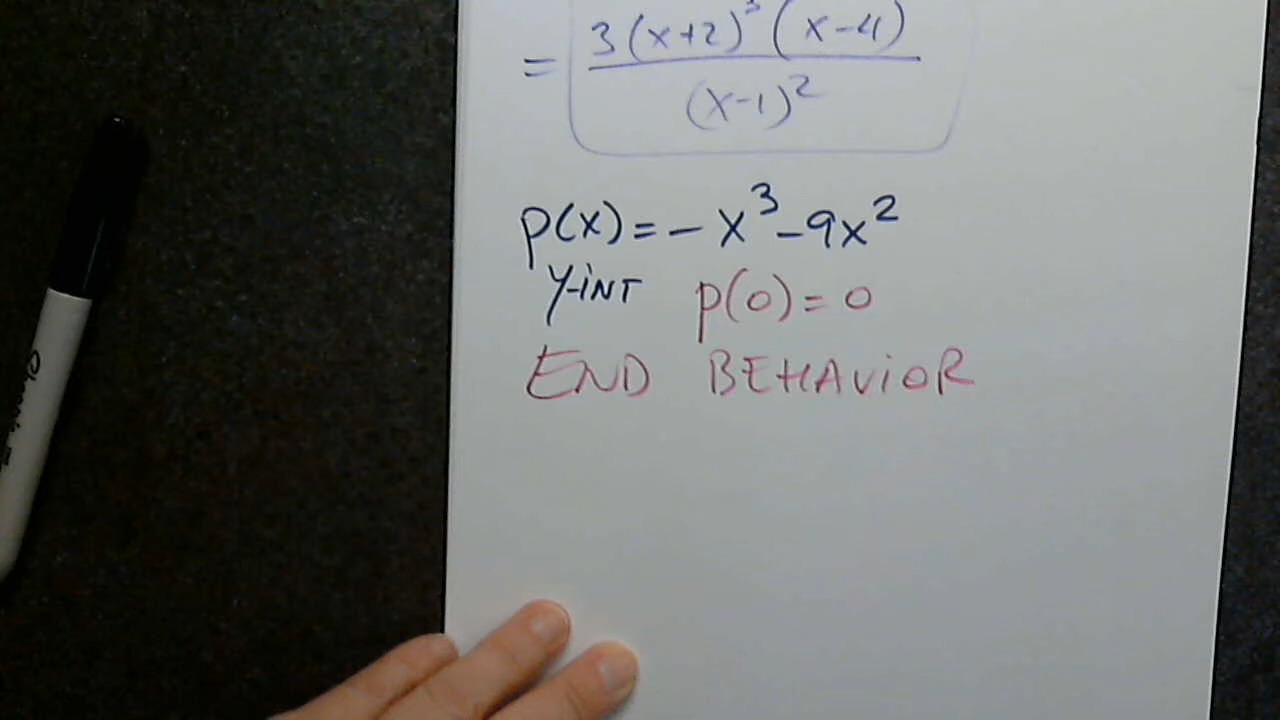 3(x+2)³(x-4)
=
(x-1)²
p(x)=-x³-9x²
Y-INT p(0)=0
END BEHAVIOR